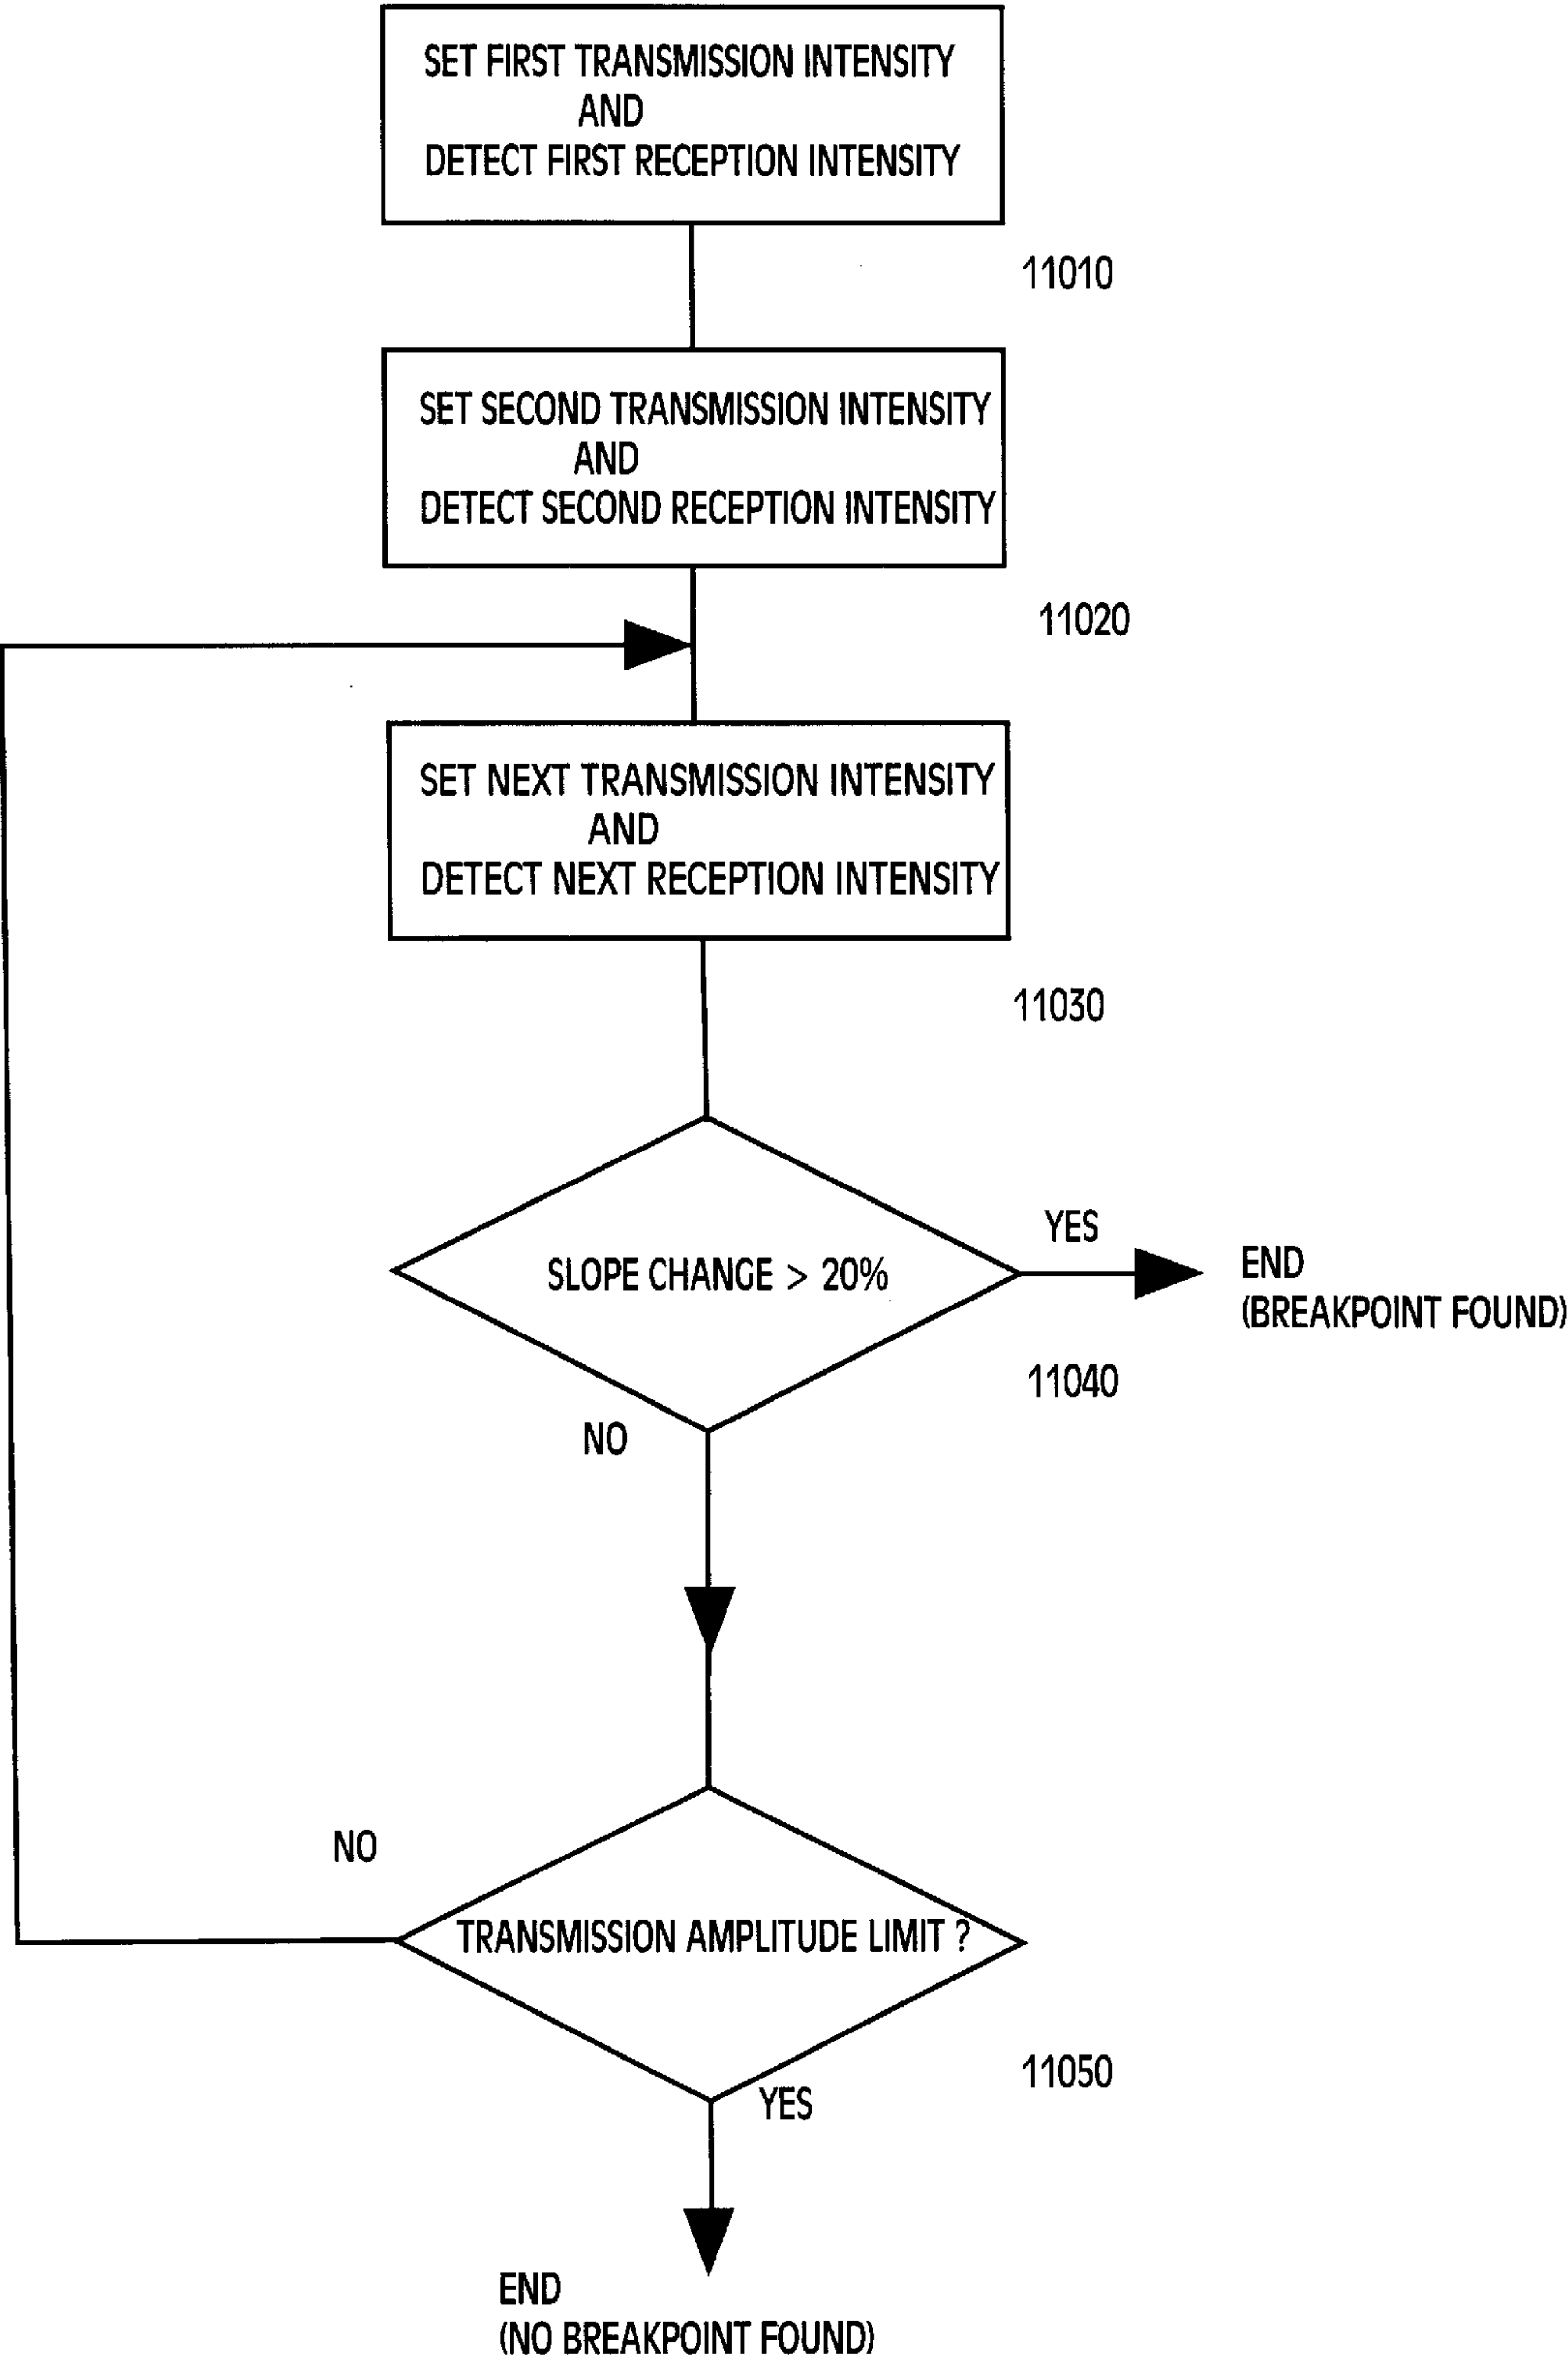 SET FIRST TRANSMISSION INTENSITY
AND
DETECT FIRST RECEPTION INTENSITY
11010
SET SECOND TRANSMISSION INTENSITY
AND
DETECT SECOND RECEPTION INTENSITY
11020
SET NEXT TRANSMISSION INTENSITY
AND
DETECT NEXT RECEPTION INTENSITY
11030
SLOPE CHANGE > 20%
YES
END
(BREAKPOINT FOUND)
11040
NO
NO
TRANSMISSION AMPLITUDE LIMIT ?
11050
YES
END
(NO BREAKPOINT FOUND)